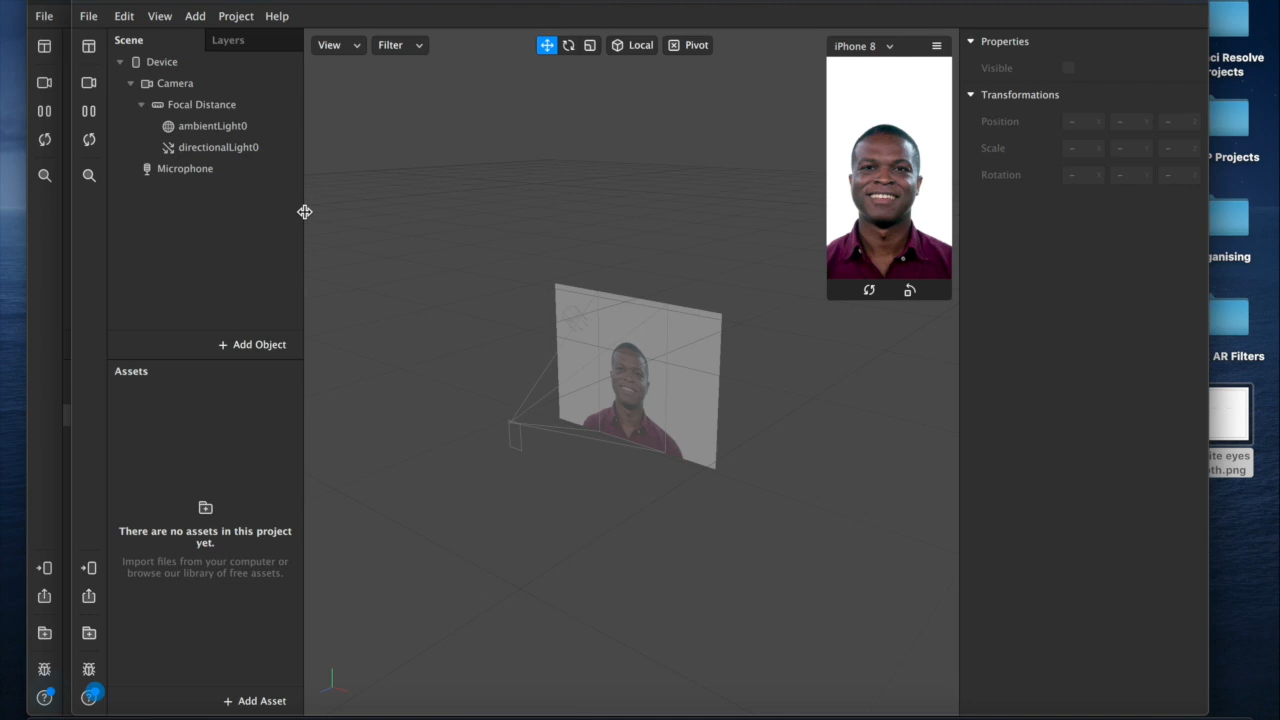 File
File Edit View Add Project Help
Scene Layers
Device
Camera
Focal Distance
ambientLight0
directionalLight0
Microphone
+ Add Object
Assets
There are no assets in this project
yet.
Import files from your computer or
browse our library of free assets.
+ Add Asset
View Filter Local Pivot
iPhone 8
Properties
Visible
Transformations
Position – X – Y – Z
Scale – X – Y – Z
Rotation – X – Y – Z
ci Resolve
rojects
P Projects
ganising
AR Filters
ite eyes
oth.png